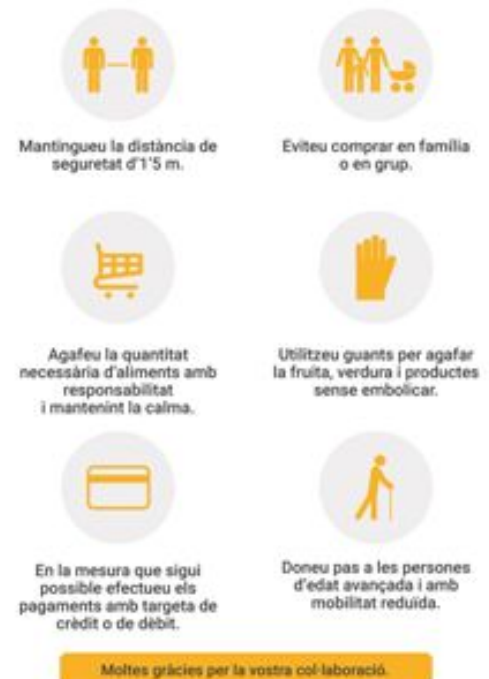 Mantingueu la distància de
seguretat d'1'5 m.
Eviteu comprar en família
o en grup.
Agafeu la quantitat
necessària d'aliments amb
responsabilitat
i mantenint la calma.
Utilitzeu guants per agafar
la fruita, verdura i productes
sense embolicar.
En la mesura que sigui
possible efectueu els
pagaments amb targeta de
crèdit o de dèbit.
Doneu pas a les persones
d'edat avançada i amb
mobilitat reduïda.
Moltes gràcies per la vostra col·laboració.